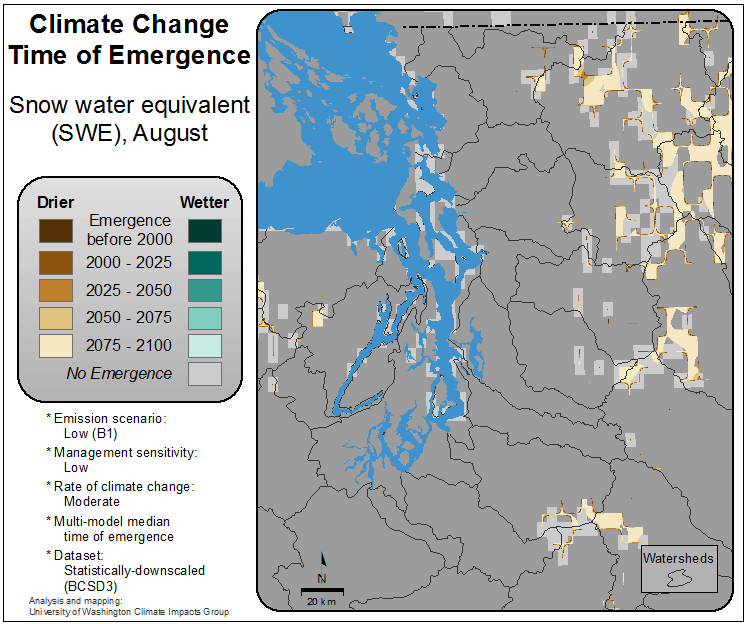 Climate Change
Time of Emergence
Snow water equivalent
(SWE), August
Drier
Wetter
Emergence
before 2000
2000 - 2025
2025 - 2050
2050 - 2075
2075 - 2100
No Emergence
* Emission scenario:
Low (B1)
* Management sensitivity:
Low
* Rate of climate change:
Moderate
* Multi-model median
time of emergence
* Dataset:
Statistically-downscaled
(BCSD3)
Analysis and mapping:
University of Washington Climate Impacts Group
N
20 km
Watersheds